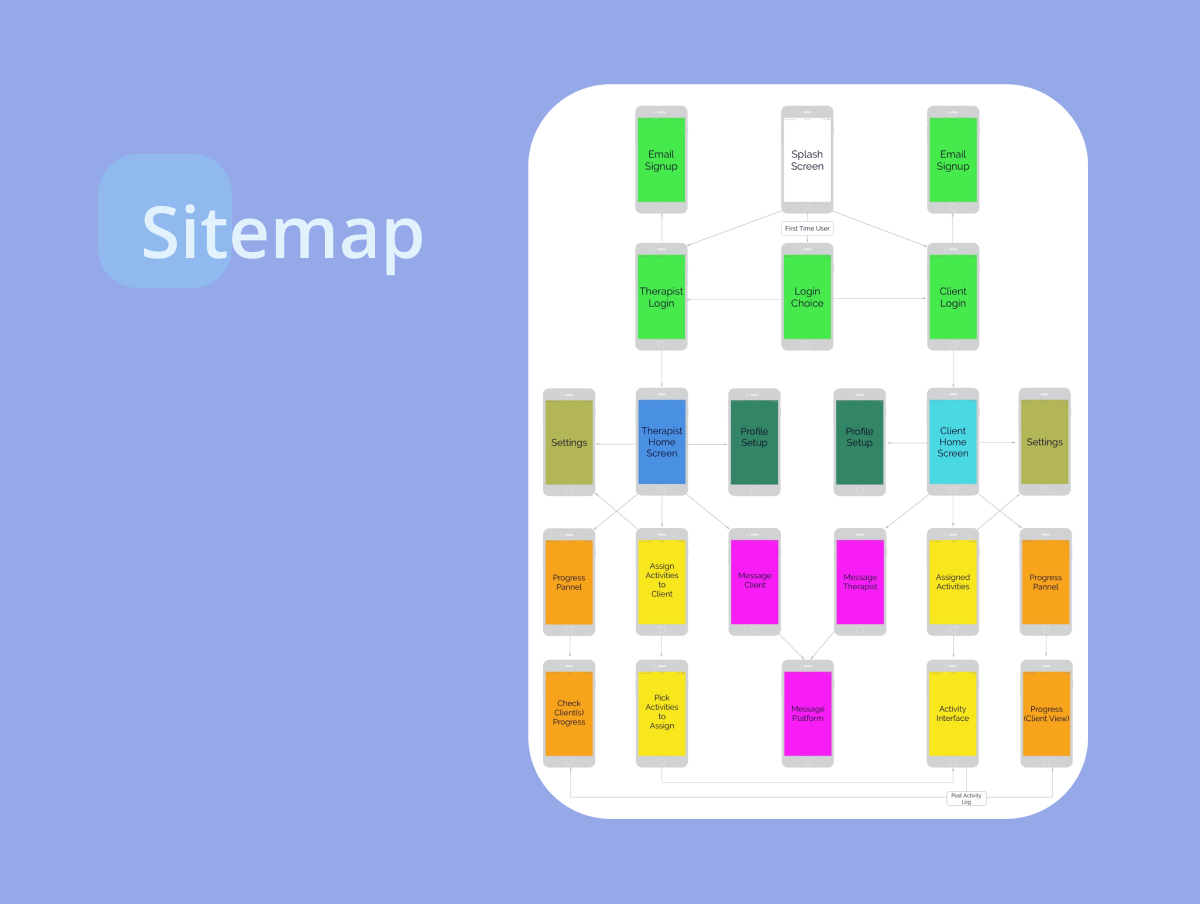 Sitemap
Email
Signup
Splash
Screen
Email
Signup
First Time User
Therapist
Login
Login
Choice
Client
Login
Settings
Therapist
Home
Screen
Profile
Setup
Profile
Setup
Client
Home
Screen
Settings
Progress
Pannel
Assign
Activities
to
Client
Message
Client
Message
Therapist
Assigned
Activities
Progress
Pannel
Check
Client(s)
Progress
Pick
Activities
to
Assign
Message
Platform
Activity
Interface
Progress
(Client View)
Post Activity
Log